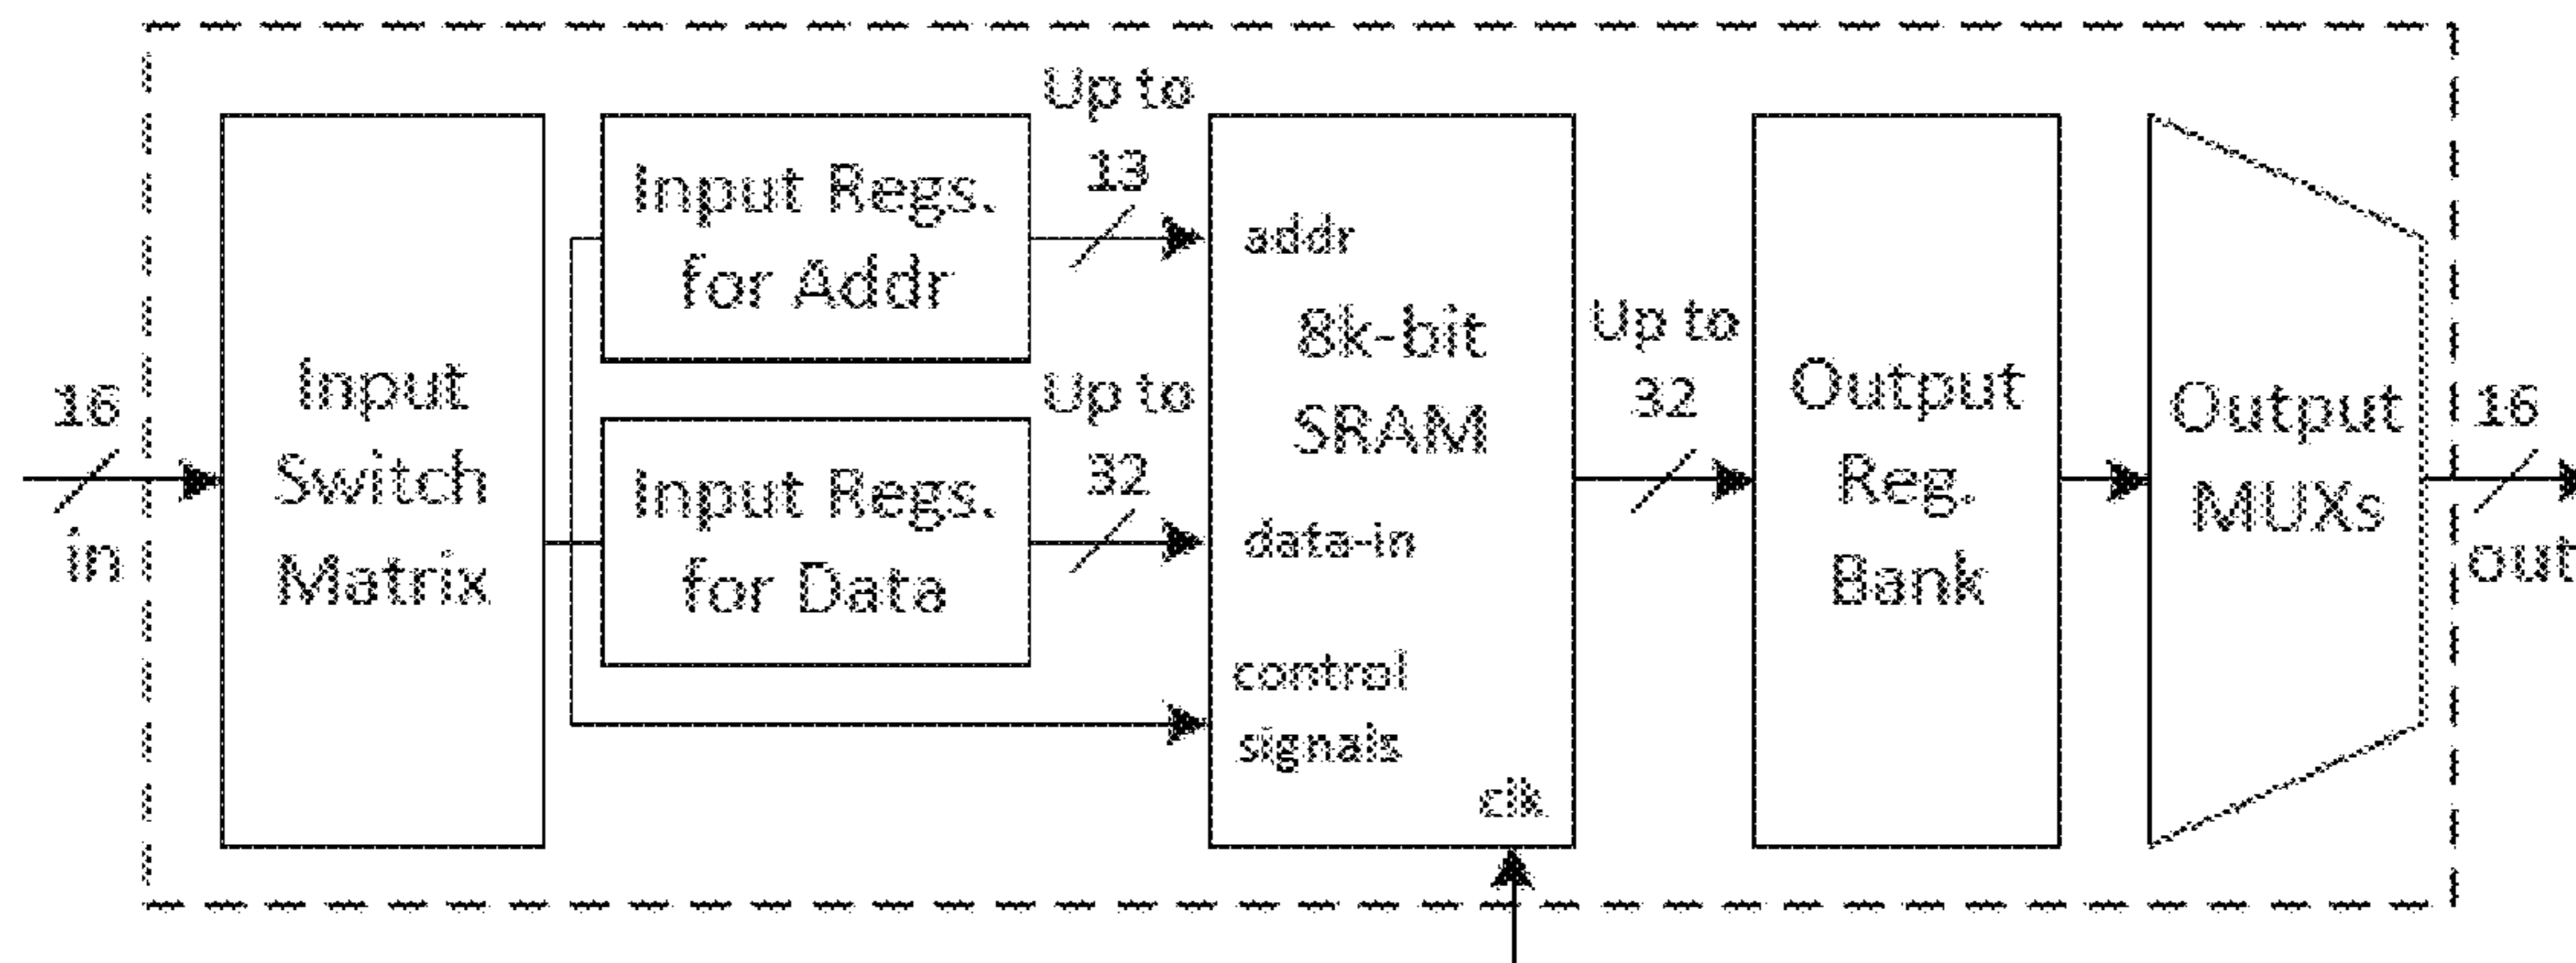 16
in
Input
Switch
Matrix
Input Regs.
for Addr
Up to
13
Input Regs.
for Data
Up to
32
addr
8k-bit
SRAM
data-in
control
signals
clk
Up to
32
Output
Reg.
Bank
Output
MUXs
16
out